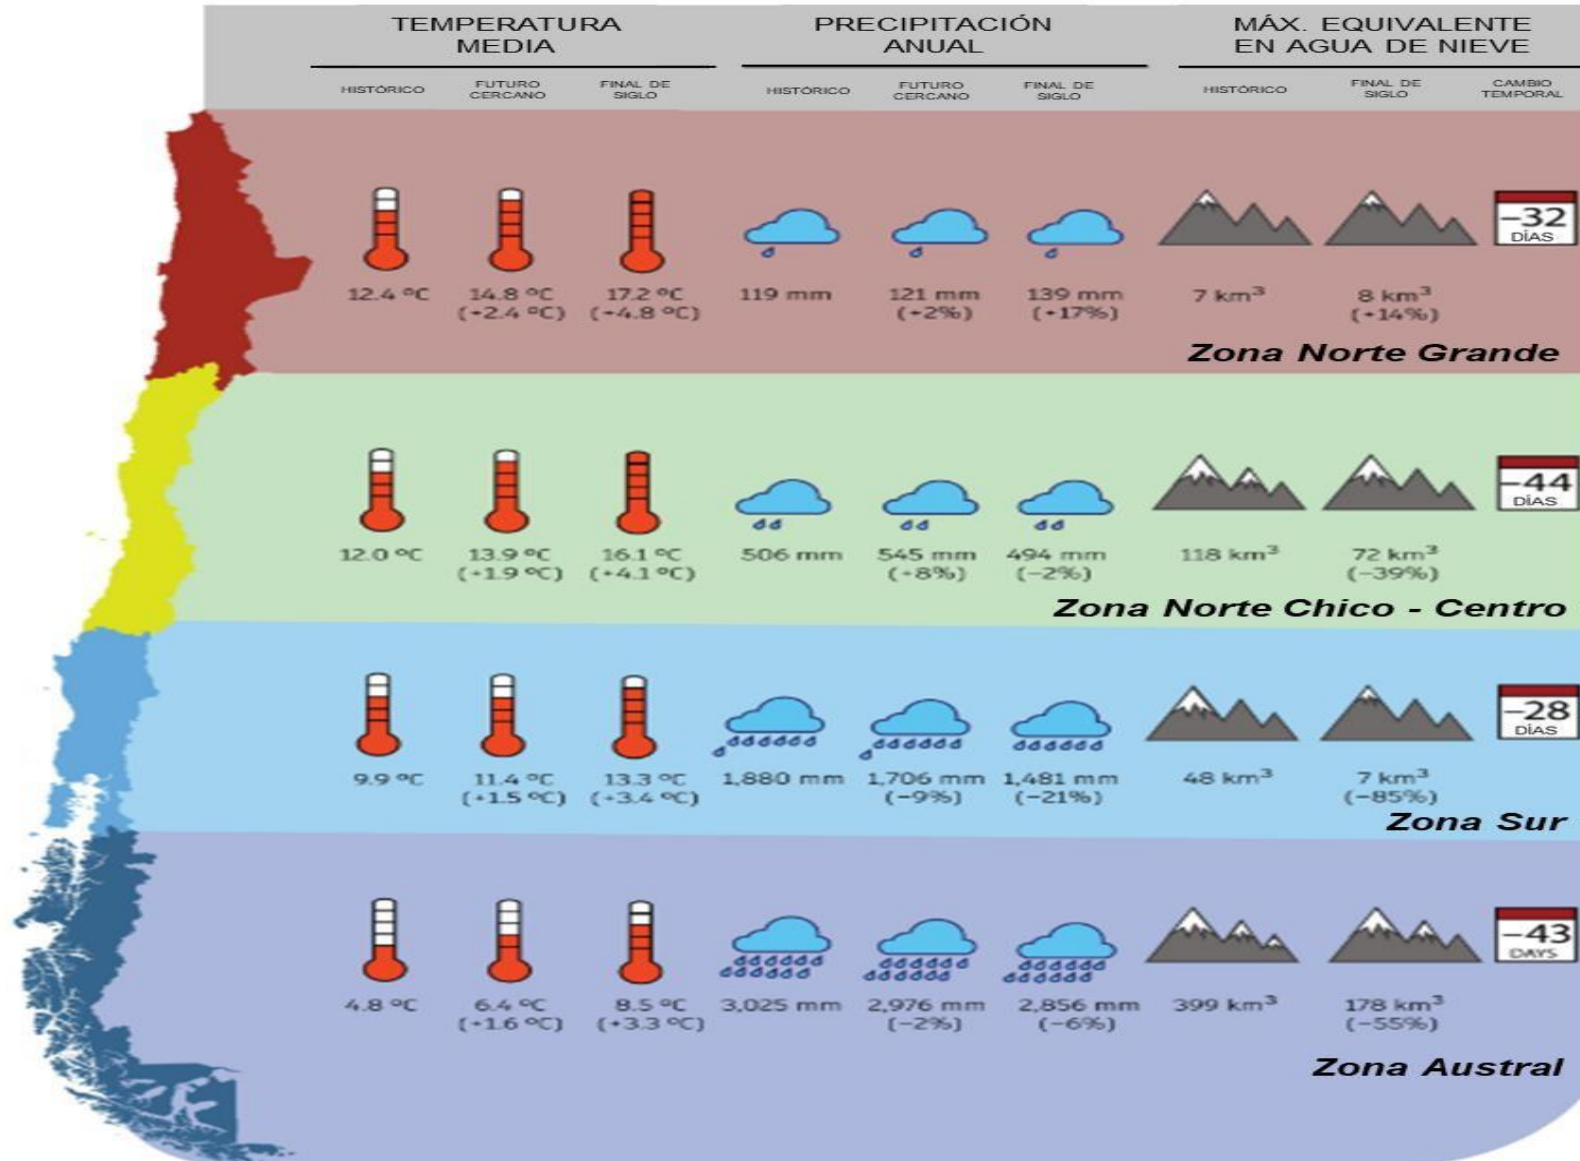 TEMPERATURA
MEDIA
PRECIPITACIÓN
ANUAL
MÁX. EQUIVALENTE
EN AGUA DE NIEVE
HISTÓRICO
FUTURO
CERCANO
FINAL DE
SIGLO
HISTÓRICO
FUTURO
CERCANO
FINAL DE
SIGLO
HISTÓRICO
FINAL DE
SIGLO
CAMBIO
TEMPORAL
−32
DÍAS
12.4 ºC 14.8 ºC 17.2 ºC 119 mm 121 mm 139 mm 7 km³ 8 km³
(+2.4 ºC) (+4.8 ºC) (+2%) (+17%) (+14%)
Zona Norte Grande
−44
DÍAS
12.0 ºC 13.9 ºC 16.1 ºC 506 mm 545 mm 494 mm 118 km³ 72 km³
(+1.9 ºC) (+4.1 ºC) (+8%) (−2%) (−39%)
Zona Norte Chico - Centro
−28
DÍAS
9.9 ºC 11.4 ºC 13.3 ºC 1,880 mm 1,706 mm 1,481 mm 48 km³ 7 km³
(+1.5 ºC) (+3.4 ºC) (−9%) (−21%) (−85%)
Zona Sur
−43
DAYS
4.8 ºC 6.4 ºC 8.5 ºC 3,025 mm 2,976 mm 2,856 mm 399 km³ 178 km³
(+1.6 ºC) (+3.3 ºC) (−2%) (−6%) (−55%)
Zona Austral